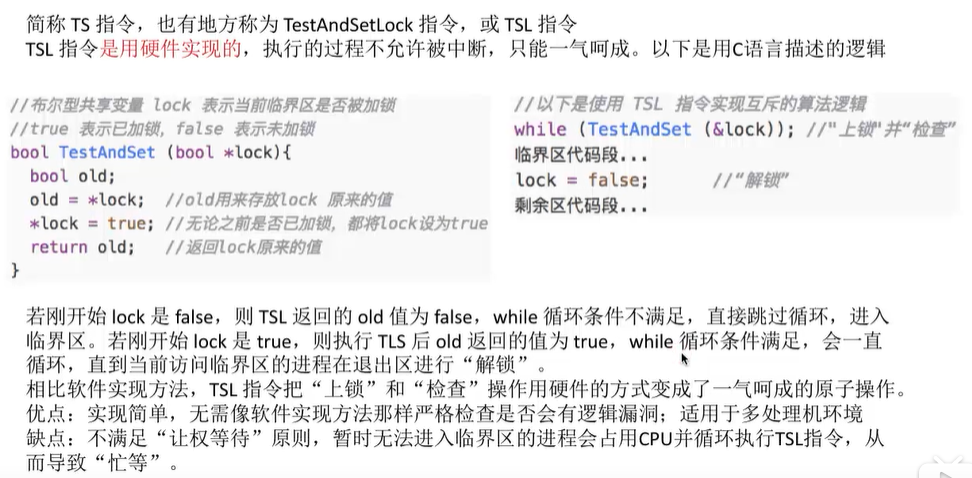 简称 TS 指令，也有地方称为 TestAndSetLock 指令，或 TSL 指令
TSL 指令是用硬件实现的，执行的过程不允许被中断，只能一气呵成。以下是用C语言描述的逻辑
//布尔型共享变量 lock 表示当前临界区是否被加锁
//true 表示已加锁，false 表示未加锁
bool TestAndSet (bool *lock){
bool old;
old = *lock; //old用来存放lock 原来的值
*lock = true; //无论之前是否已加锁，都将lock设为true
return old; //返回lock原来的值
}
//以下是使用 TSL 指令实现互斥的算法逻辑
while (TestAndSet (&lock)); //"上锁"并“检查”
临界区代码段...
lock = false; //“解锁”
剩余区代码段...
若刚开始 lock 是 false，则 TSL 返回的 old 值为 false，while 循环条件不满足，直接跳过循环，进入
临界区。若刚开始 lock 是 true，则执行 TLS 后 old 返回的值为 true，while 循环条件满足，会一直
循环，直到当前访问临界区的进程在退出区进行“解锁”。
相比软件实现方法，TSL 指令把“上锁”和“检查”操作用硬件的方式变成了一气呵成的原子操作。
优点：实现简单，无需像软件实现方法那样严格检查是否会有逻辑漏洞；适用于多处理机环境
缺点：不满足“让权等待”原则，暂时无法进入临界区的进程会占用CPU并循环执行TSL指令，从
而导致“忙等”。